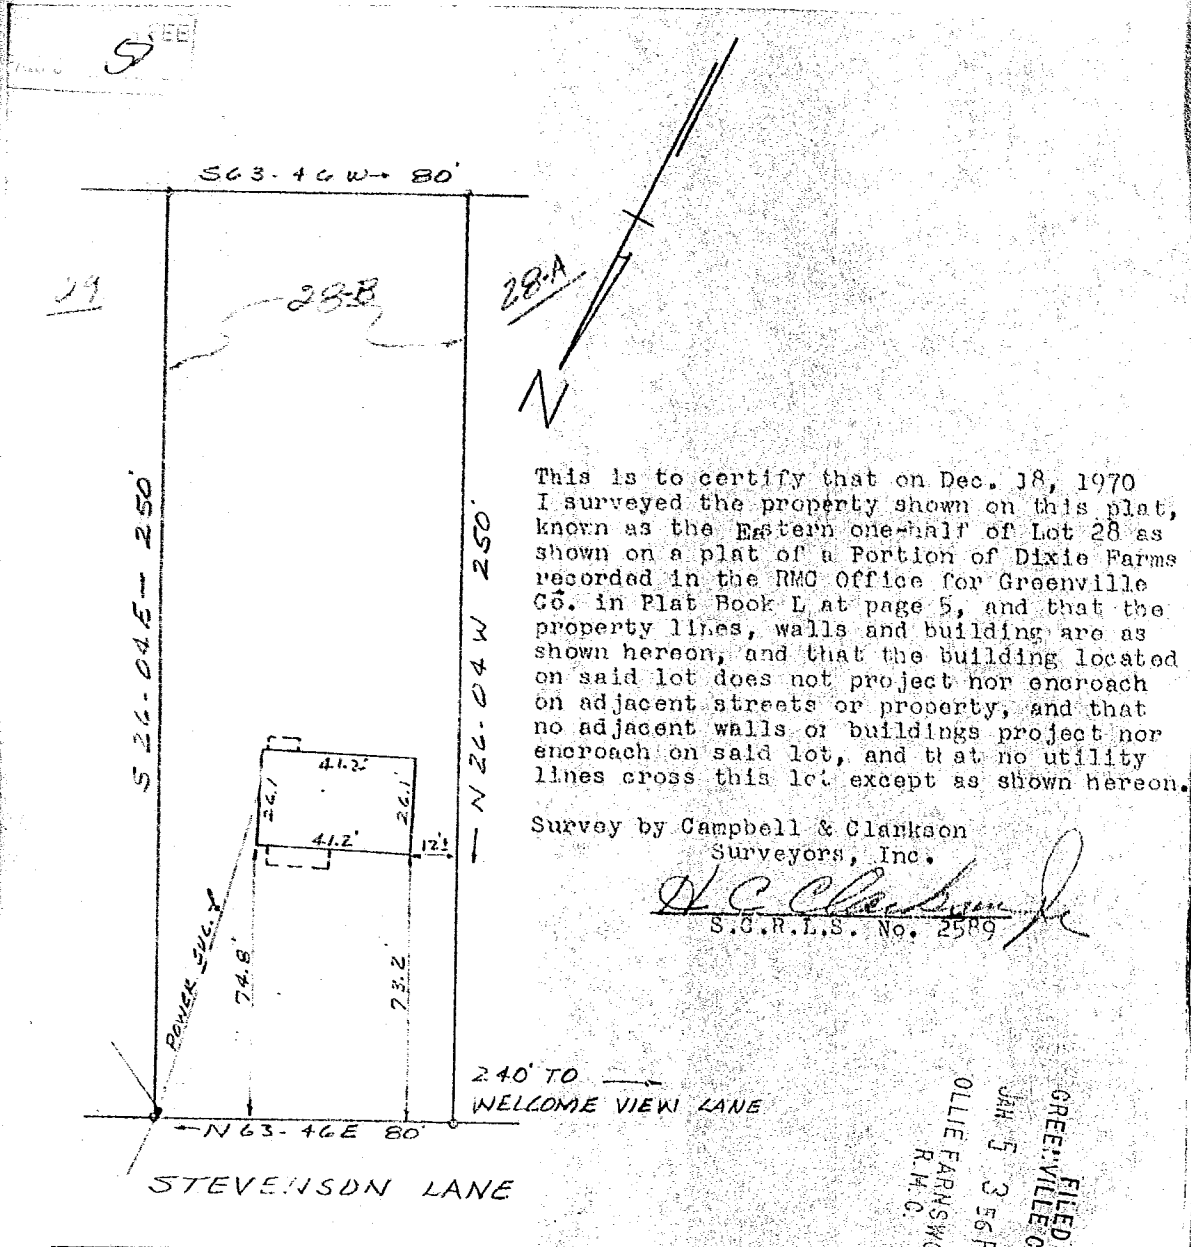 S
S63-46W→ 80'
29
28-B
28-A
N
S 26-04E— 250'
—N26-04 W 250'
This is to certify that on Dec. 18, 1970
I surveyed the property shown on this plat,
known as the Eastern one-half of Lot 28 as
shown on a plat of a Portion of Dixie Farms
recorded in the RMC Office for Greenville
Co. in Plat Book L at page 5, and that the
property lines, walls and building are as
shown hereon, and that the building located
on said lot does not project nor encroach
on adjacent streets or property, and that
no adjacent walls or buildings project nor
encroach on said lot, and that no utility
lines cross this lot except as shown hereon.
Survey by Campbell & Clarkson
Surveyors, Inc.
H C Clarkson Jr
S.C.R.L.S. No. 2589
41.2'
26.1
26.1'
41.2'
12'±
74.8'
73.2'
POWER
240' TO →
WELCOME VIEW LANE
←N63-46E 80'
STEVENSON LANE
FILED
GREENVILLE
JAN 5 3 56 P
OLLIE
R.M.C.